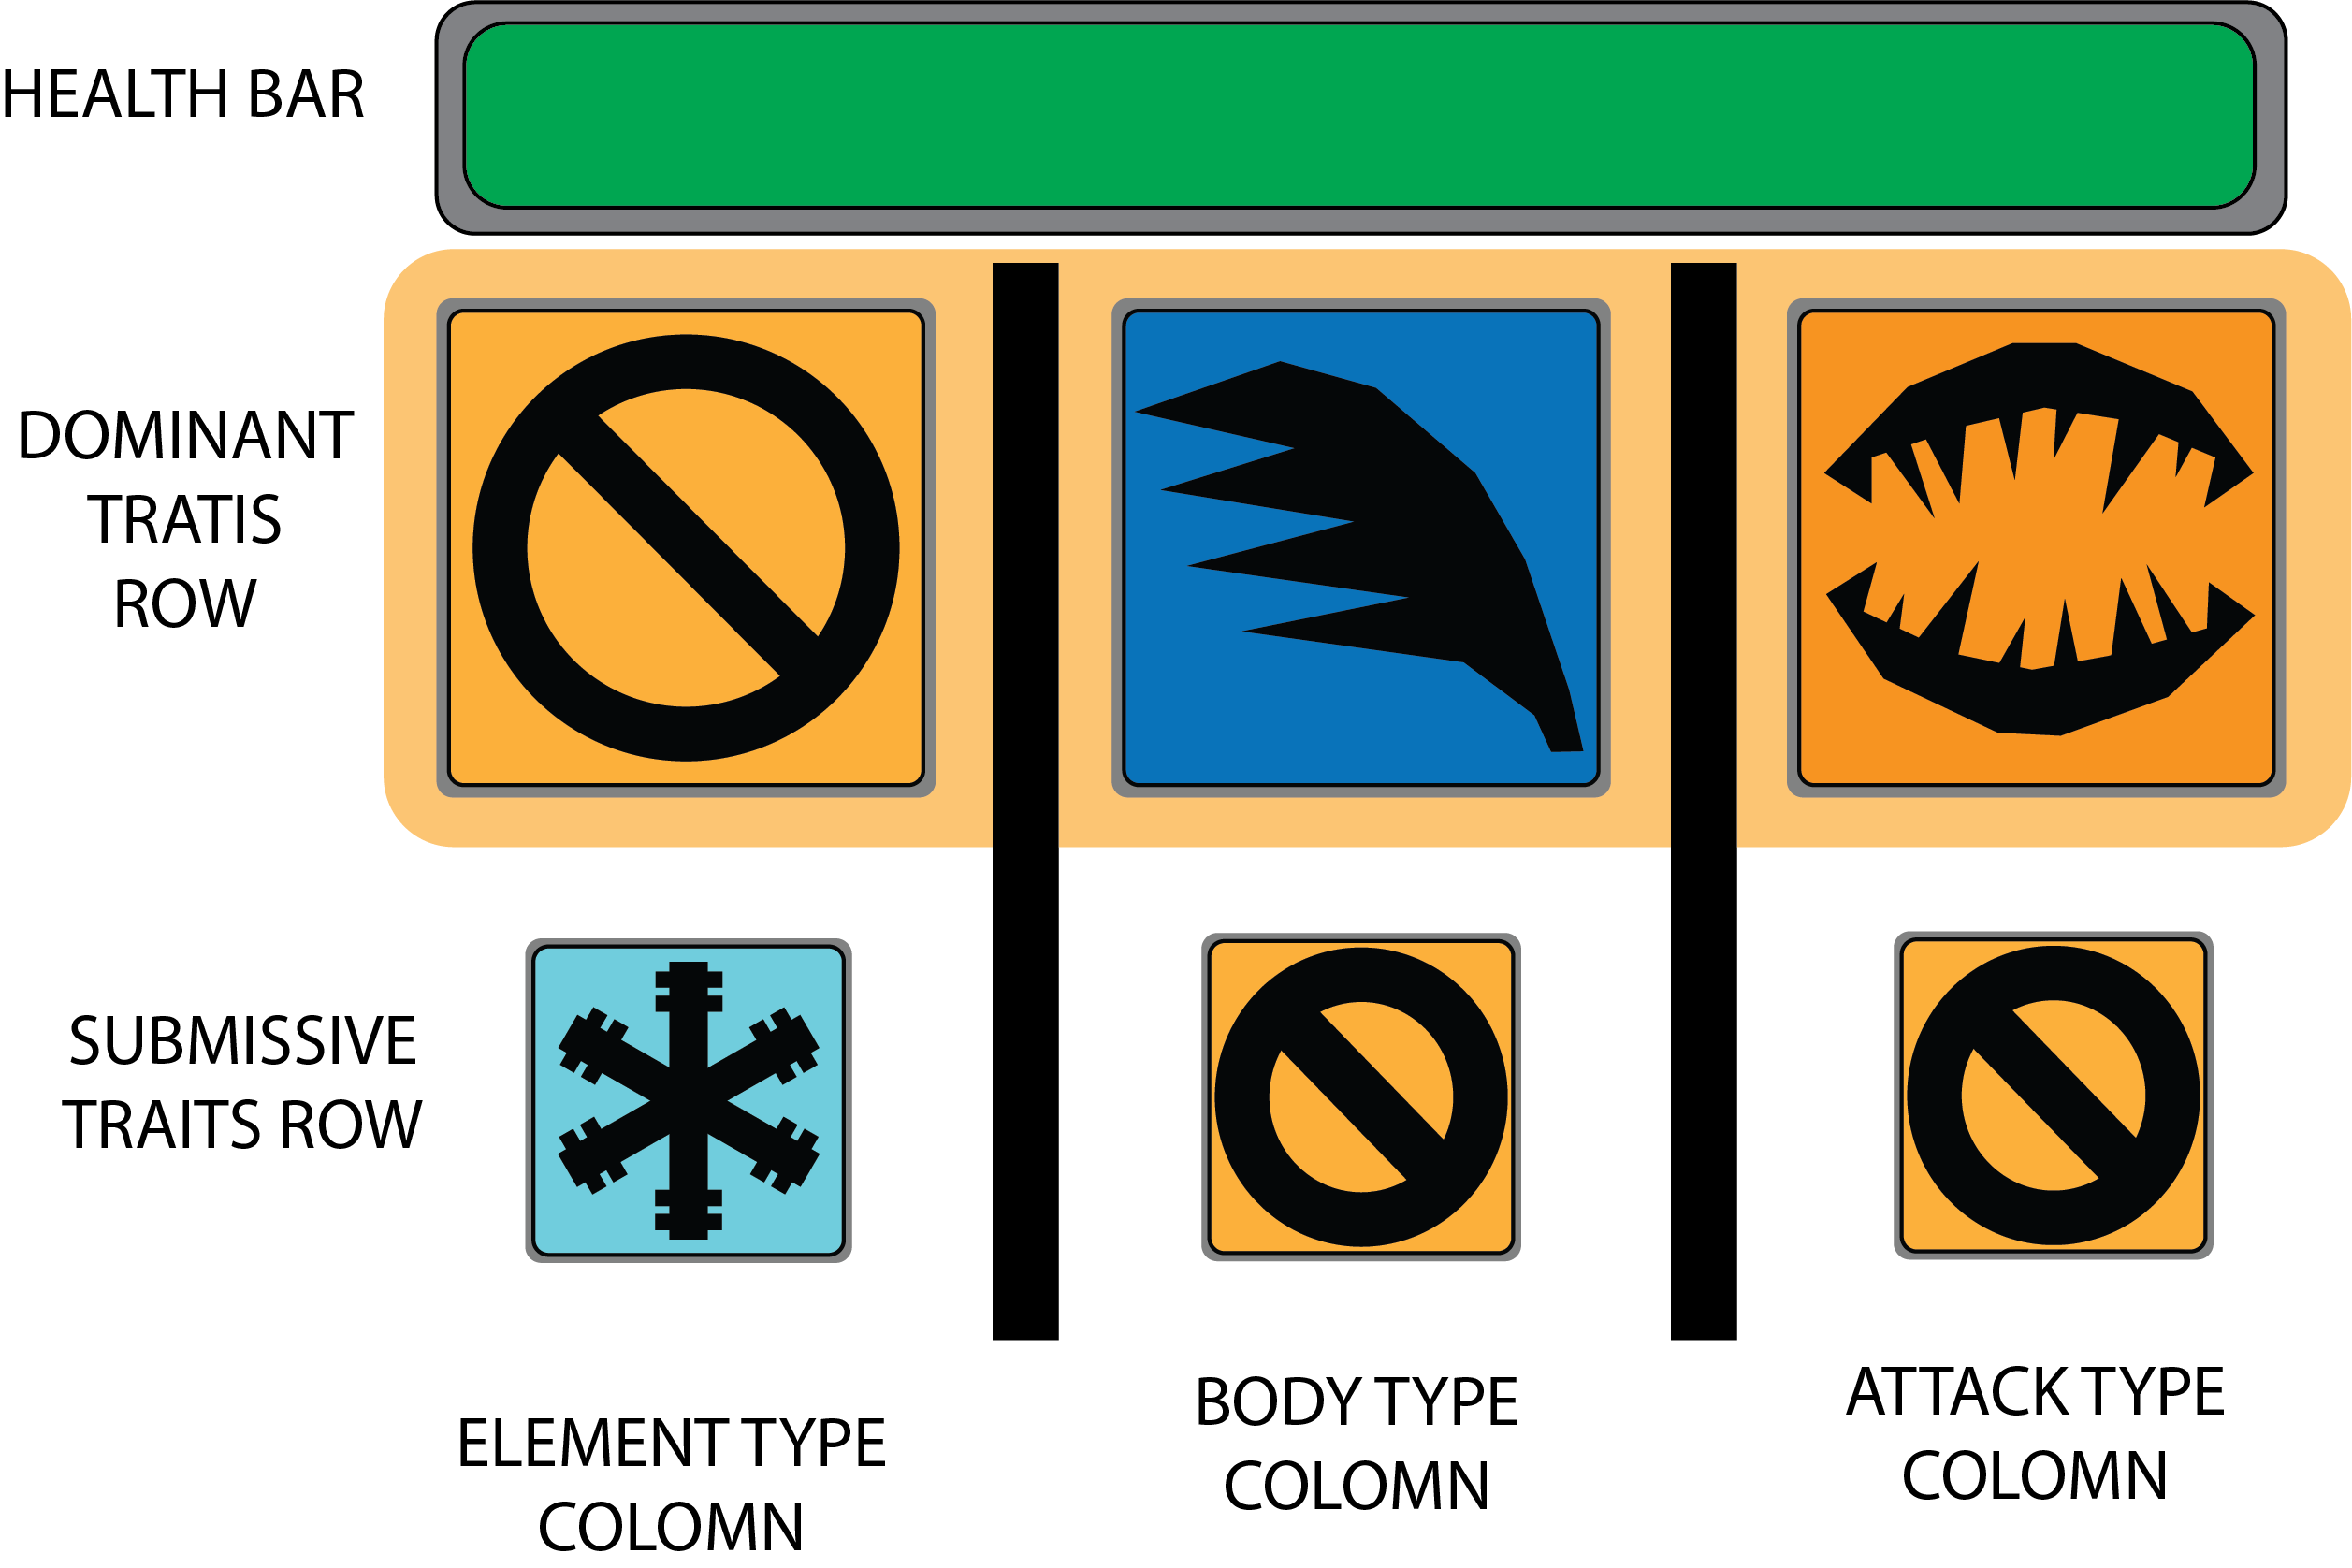 HEALTH BAR
DOMINANT
TRATIS
ROW
SUBMISSIVE
TRAITS ROW
ELEMENT TYPE
COLOMN
BODY TYPE
COLOMN
ATTACK TYPE
COLOMN